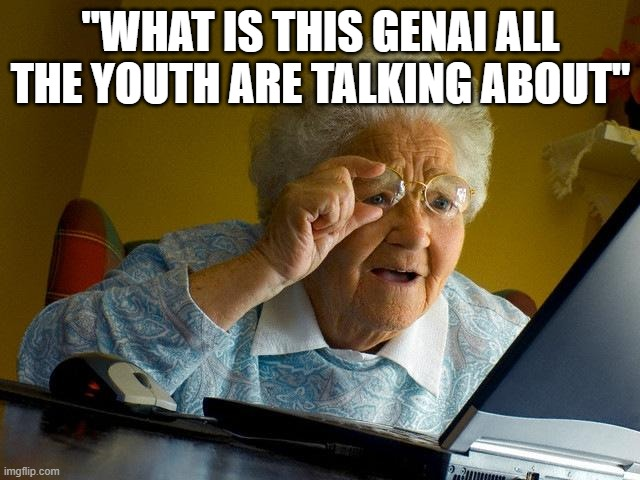 "WHAT IS THIS GENAI ALL
THE YOUTH ARE TALKING ABOUT"
imgflip.com